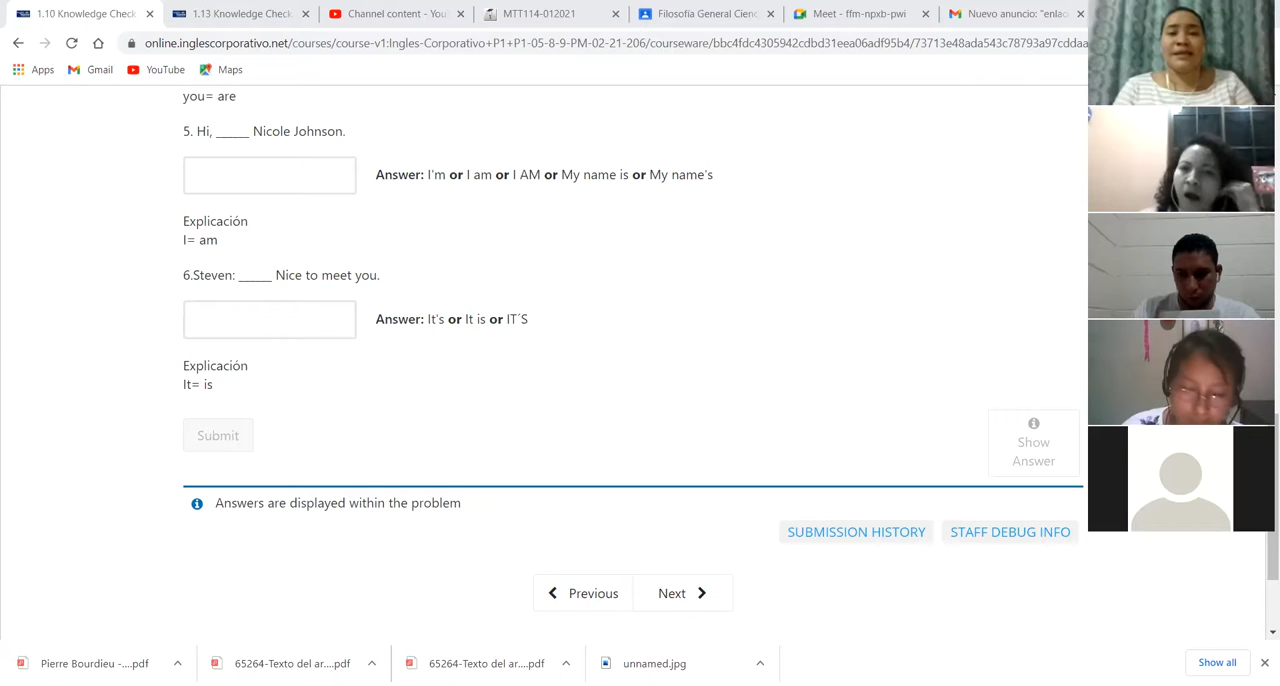 1.10 Knowledge Check
1.13 Knowledge Check
Channel content - You
MTT114-012021
Filosofía General Cienc
Meet - ffm-npxb-pwi
Nuevo anuncio: "enlac
online.inglescorporativo.net/courses/course-v1:Ingles-Corporativo+P1+P1-05-8-9-PM-02-21-206/courseware/bbc4fdc4305942cdbd31eea06adf95b4/73713e48ada543c78793a97cddaa
Apps
Gmail
YouTube
Maps
you= are
5. Hi, _____ Nicole Johnson.
Answer: I'm or I am or I AM or My name is or My name's
Explicación
I= am
6.Steven: _____ Nice to meet you.
Answer: It's or It is or IT´S
Explicación
It= is
Submit
Show
Answer
Answers are displayed within the problem
SUBMISSION HISTORY
STAFF DEBUG INFO
Previous
Next
Pierre Bourdieu -....pdf
65264-Texto del ar....pdf
65264-Texto del ar....pdf
unnamed.jpg
Show all